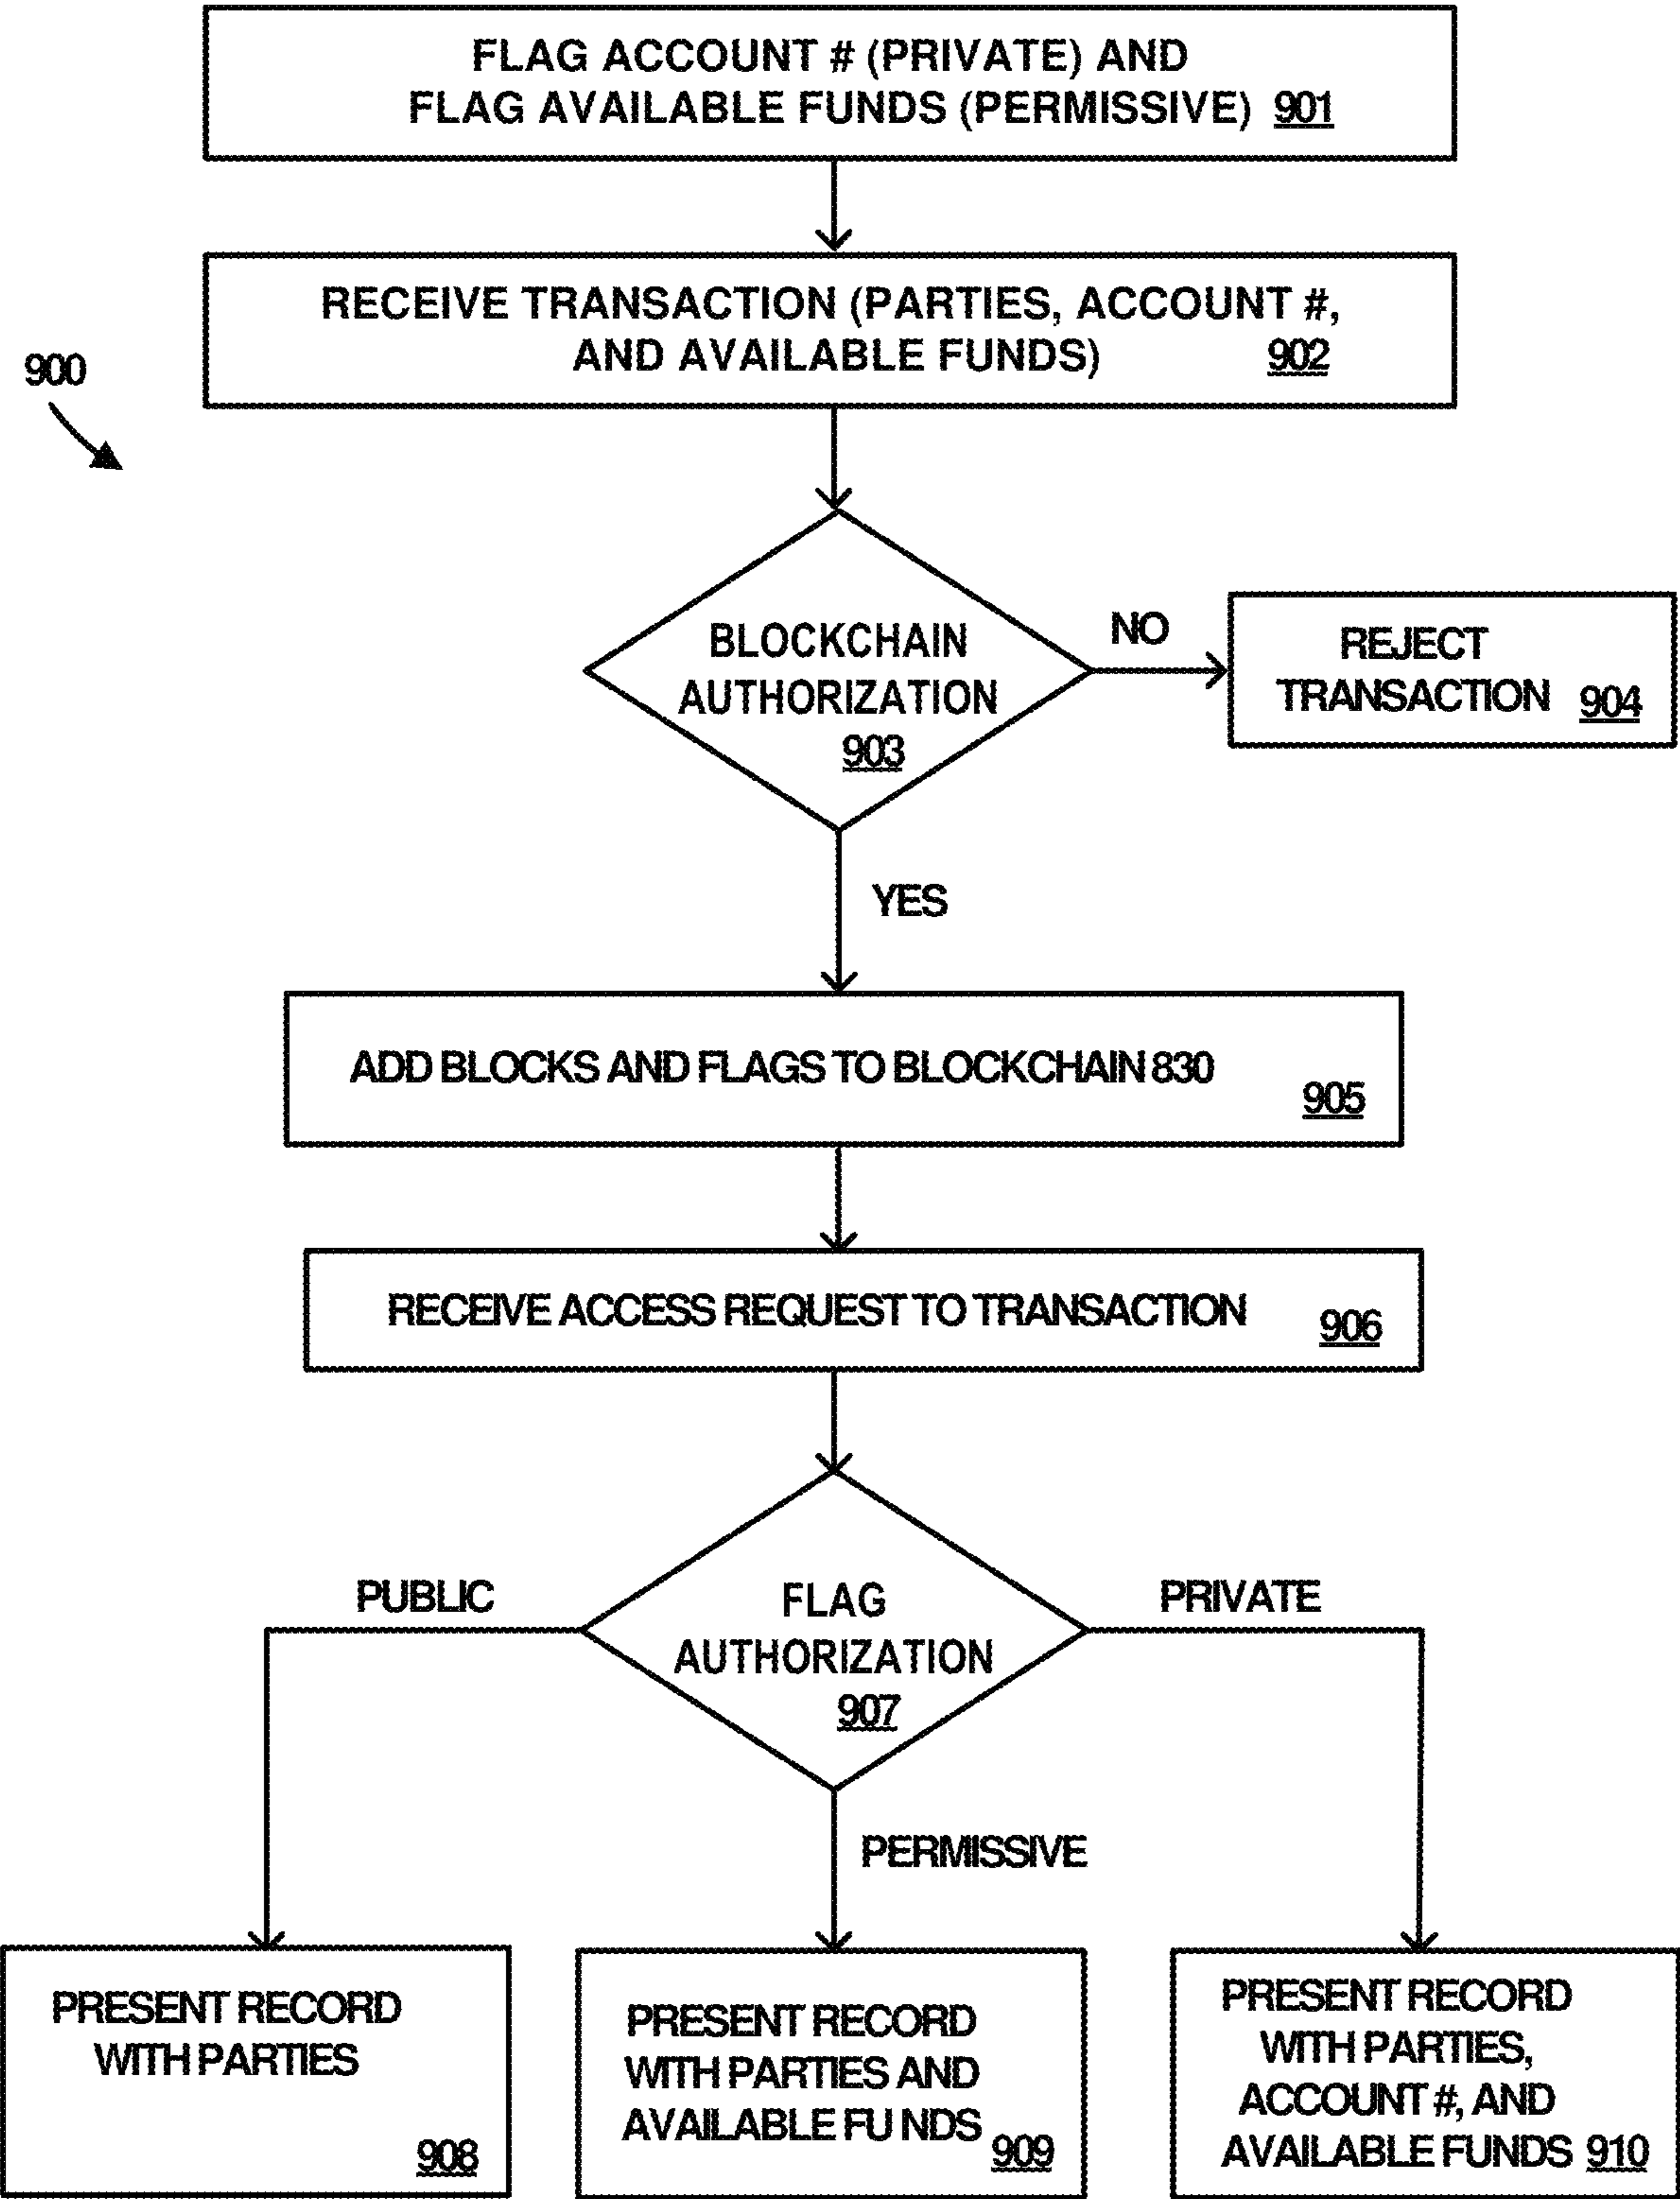 FLAG ACCOUNT # (PRIVATE) AND
FLAG AVAILABLE FUNDS (PERMISSIVE) 901
RECEIVE TRANSACTION (PARTIES, ACCOUNT #,
AND AVAILABLE FUNDS) 902
900
BLOCKCHAIN
AUTHORIZATION
903
NO
REJECT
TRANSACTION 904
YES
ADD BLOCKS AND FLAGS TO BLOCKCHAIN 830
905
RECEIVE ACCESS REQUEST TO TRANSACTION
906
PUBLIC
FLAG
AUTHORIZATION
907
PRIVATE
PERMISSIVE
PRESENT RECORD
WITH PARTIES
908
PRESENT RECORD
WITH PARTIES AND
AVAILABLE FU NDS 909
PRESENT RECORD
WITH PARTIES,
ACCOUNT #, AND
AVAILABLE FUNDS 910